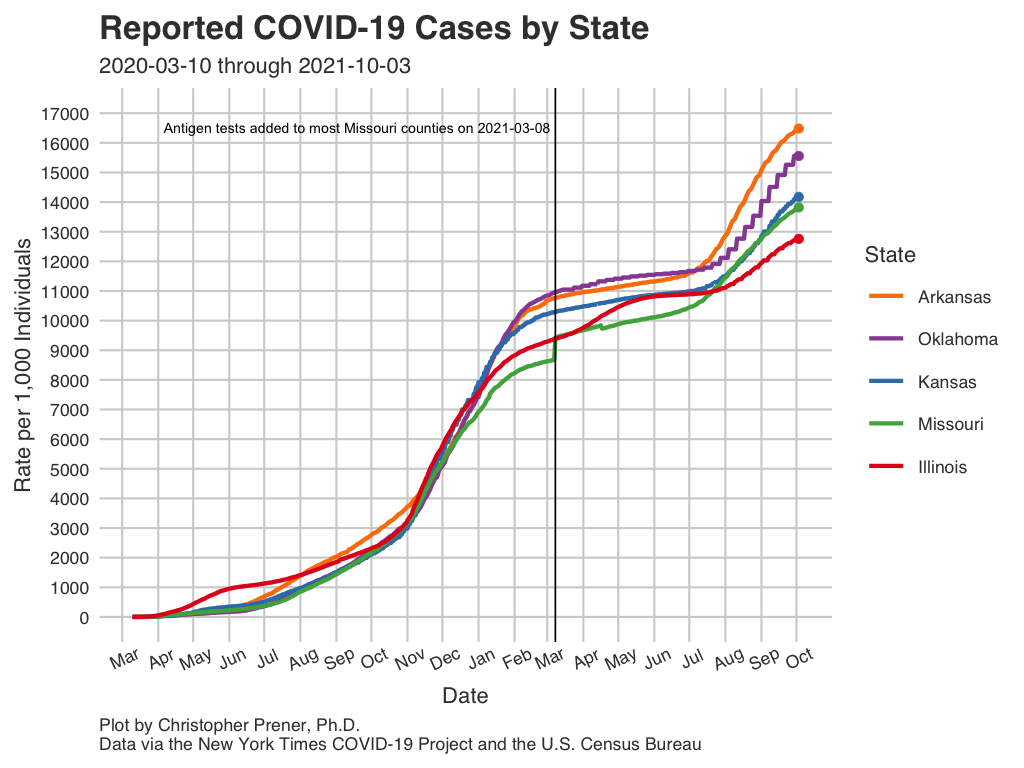 Reported COVID-19 Cases by State
2020-03-10 through 2021-10-03
17000
Antigen tests added to most Missouri counties on 2021-03-08
16000
15000
14000
13000
12000
11000
10000
9000
8000
7000
6000
5000
4000
3000
2000
1000
0
Rate per 1,000 Individuals
Mar Apr May Jun Jul Aug Sep Oct Nov Dec Jan Feb Mar Apr May Jun Jul Aug Sep Oct
Date
State
Arkansas
Oklahoma
Kansas
Missouri
Illinois
Plot by Christopher Prener, Ph.D.
Data via the New York Times COVID-19 Project and the U.S. Census Bureau